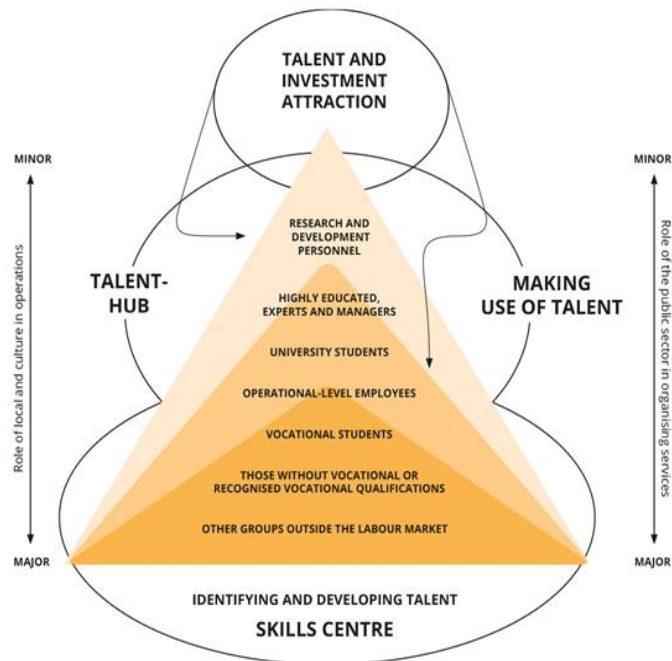 TALENT AND
INVESTMENT
ATTRACTION
MINOR
MINOR
RESEARCH AND
DEVELOPMENT
PERSONNEL
TALENT-
HUB
MAKING
USE OF TALENT
HIGHLY EDUCATED,
EXPERTS AND MANAGERS
UNIVERSITY STUDENTS
OPERATIONAL-LEVEL EMPLOYEES
VOCATIONAL STUDENTS
THOSE WITHOUT VOCATIONAL OR
RECOGNISED VOCATIONAL QUALIFICATIONS
OTHER GROUPS OUTSIDE THE LABOUR MARKET
Role of local and culture in operations
Role of the public sector in organising services
MAJOR
MAJOR
IDENTIFYING AND DEVELOPING TALENT
SKILLS CENTRE